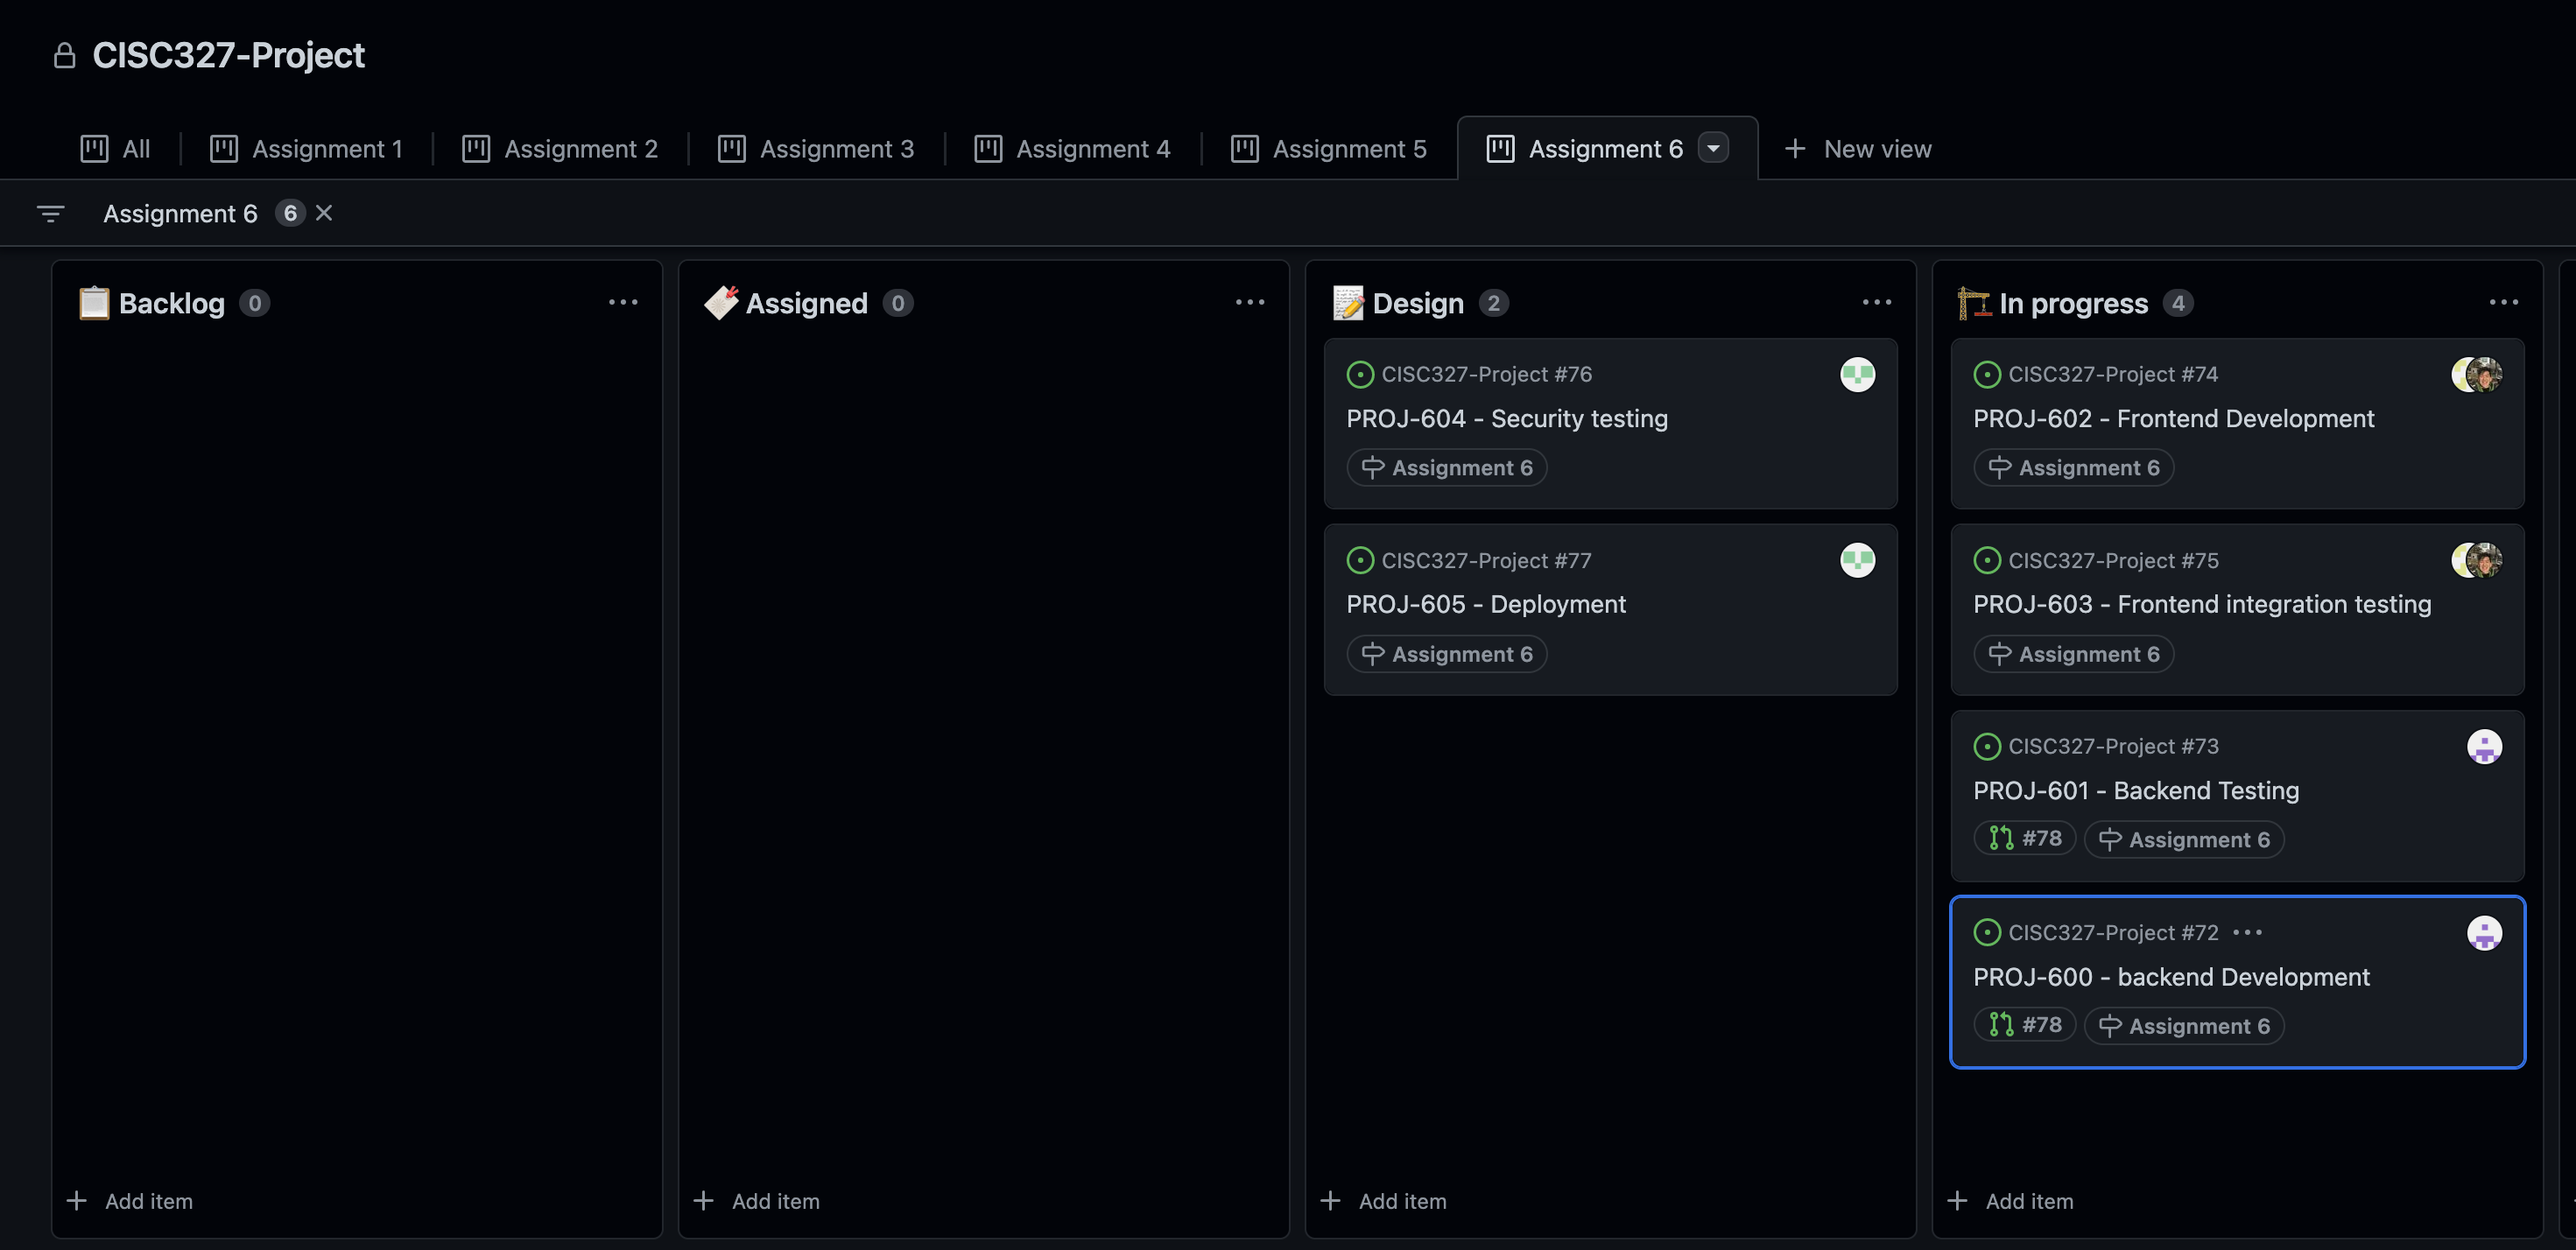 CISC327-Project
All
Assignment 1
Assignment 2
Assignment 3
Assignment 4
Assignment 5
Assignment 6
New view
Assignment 6 6
Backlog 0
Add item
Assigned 0
Add item
Design 2
CISC327-Project #76
PROJ-604 - Security testing
Assignment 6
CISC327-Project #77
PROJ-605 - Deployment
Assignment 6
Add item
In progress 4
CISC327-Project #74
PROJ-602 - Frontend Development
Assignment 6
CISC327-Project #75
PROJ-603 - Frontend integration testing
Assignment 6
CISC327-Project #73
PROJ-601 - Backend Testing
#78 Assignment 6
CISC327-Project #72
PROJ-600 - backend Development
#78 Assignment 6
Add item